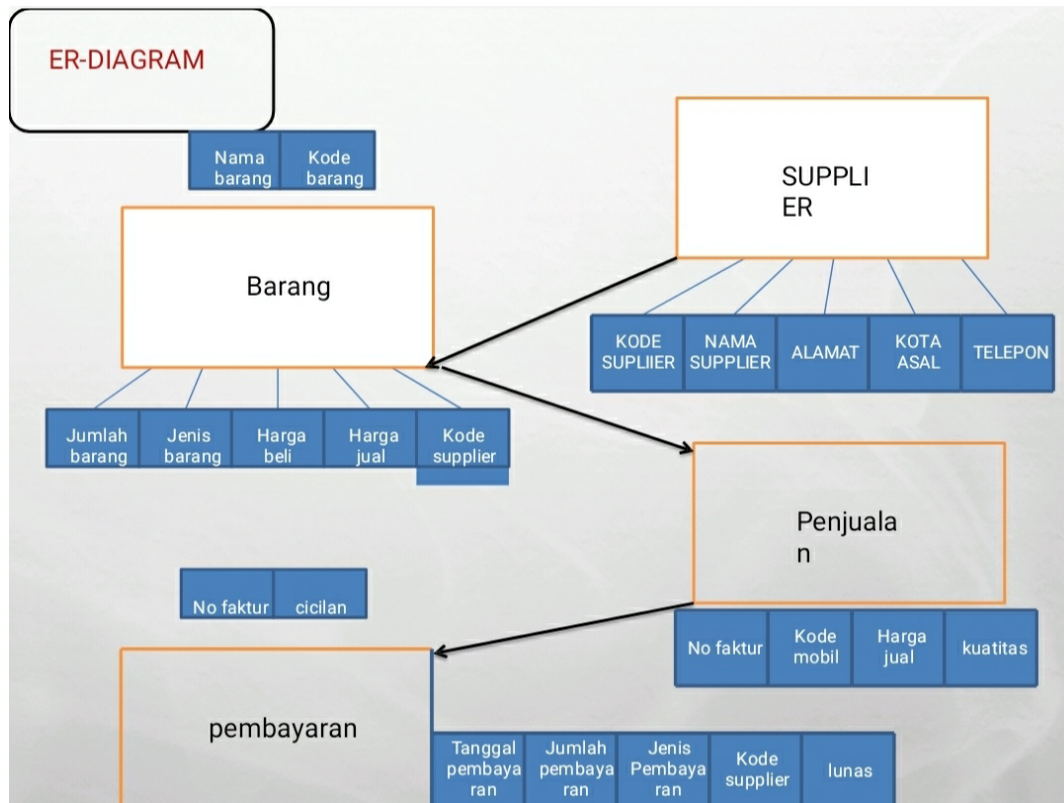 ER-DIAGRAM
Nama
barang
Kode
barang
SUPPLI
ER
Barang
KODE
SUPLIIER
NAMA
SUPPLIER
ALAMAT
KOTA
ASAL
TELEPON
Jumlah
barang
Jenis
barang
Harga
beli
Harga
jual
Kode
supplier
Penjuala
n
No faktur
cicilan
No faktur
Kode
mobil
Harga
jual
kuatitas
pembayaran
Tanggal
pembaya
ran
Jumlah
pembaya
ran
Jenis
Pembaya
ran
Kode
supplier
lunas